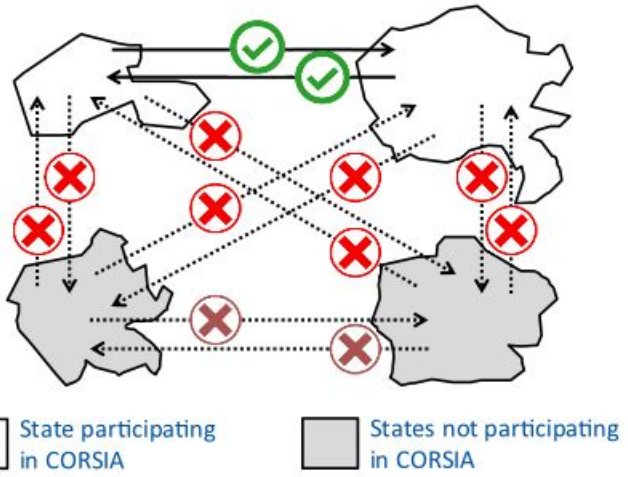 State participating
in CORSIA
States not participating
in CORSIA